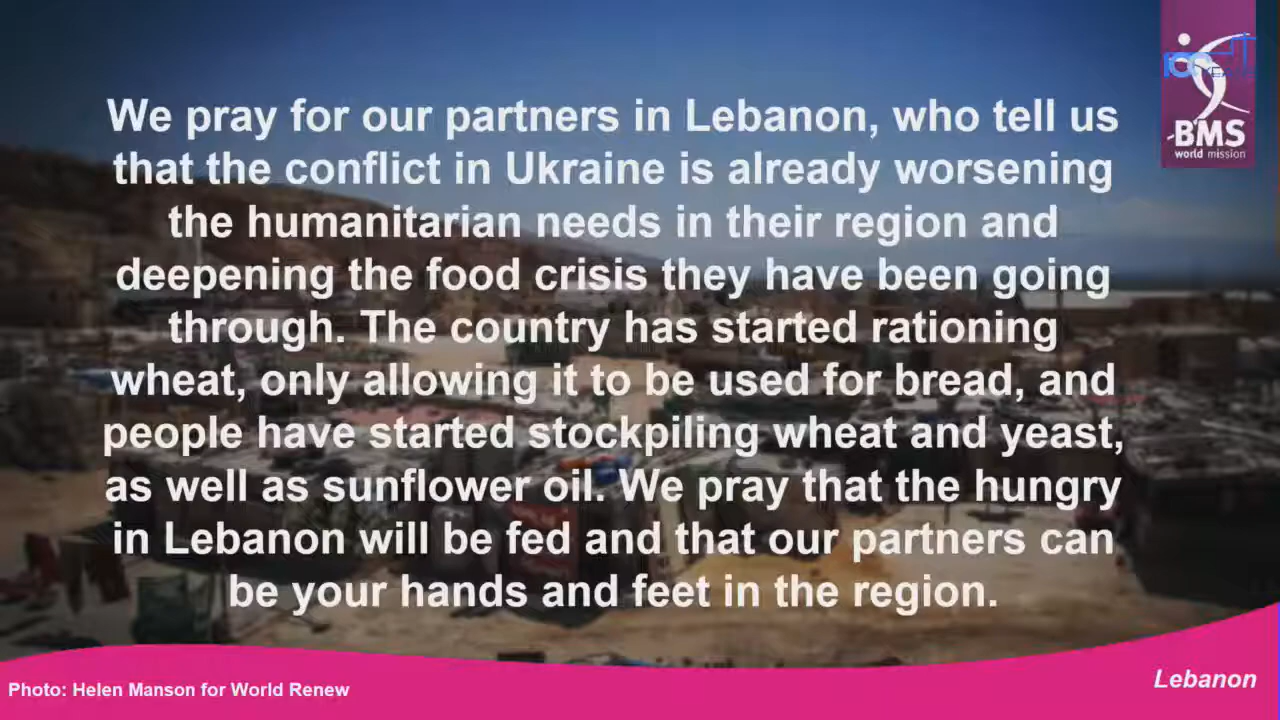 We pray for our partners in Lebanon, who tell us
that the conflict in Ukraine is already worsening
the humanitarian needs in their region and
deepening the food crisis they have been going
through. The country has started rationing
wheat, only allowing it to be used for bread, and
people have started stockpiling wheat and yeast,
as well as sunflower oil. We pray that the hungry
in Lebanon will be fed and that our partners can
be your hands and feet in the region.
100
YEARS
BMS
world mission
Photo: Helen Manson for World Renew
Lebanon